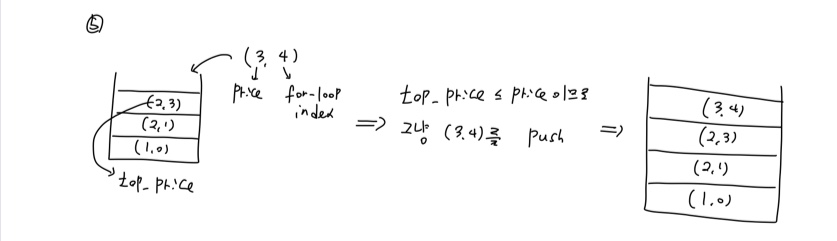 ⑤
(3, 4)
price for-loop
index
(2,3)
(2,1)
(1,0)
top_price
⇒
top_price ≤ price 이므로
그냥 (3,4)를 push
⇒
(3,4)
(2,3)
(2,1)
(1,0)